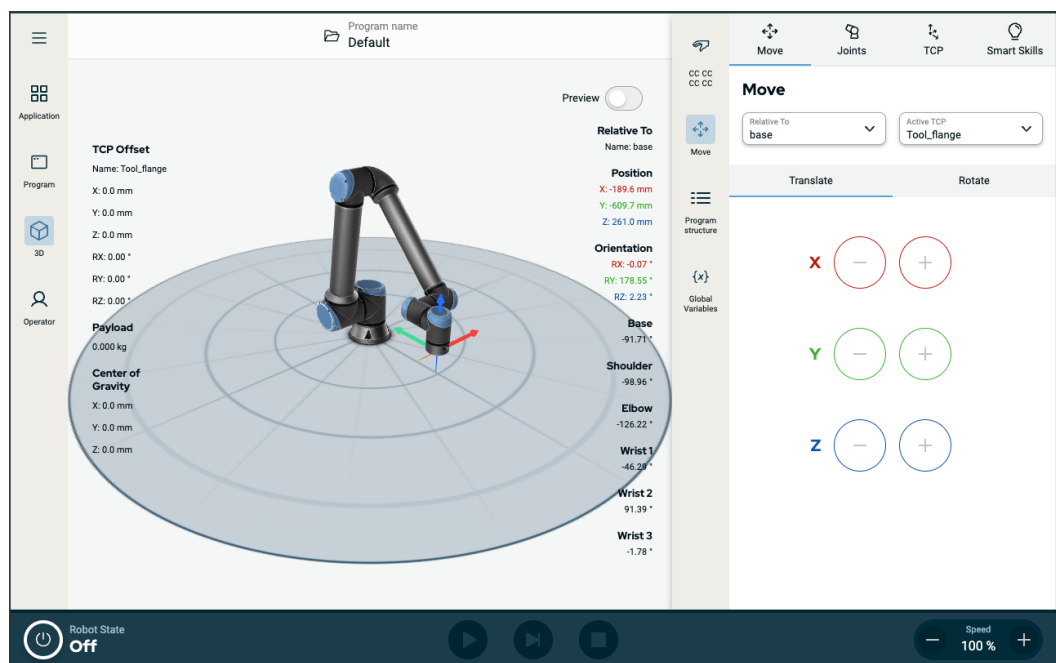 Program name
Default
Application
Program
3D
Operator
Preview
TCP Offset
Name: Tool_flange
X: 0.0 mm
Y: 0.0 mm
Z: 0.0 mm
RX: 0.00 °
RY: 0.00 °
RZ: 0.00 °
Payload
0.000 kg
Center of
Gravity
X: 0.0 mm
Y: 0.0 mm
Z: 0.0 mm
Relative To
Name: base
Position
X: -189.6 mm
Y: -609.7 mm
Z: 261.0 mm
Orientation
RX: -0.07 °
RY: 178.55 °
RZ: 2.23 °
Base
-91.71 °
Shoulder
-98.96 °
Elbow
-126.22 °
Wrist 1
-46.29 °
Wrist 2
91.39 °
Wrist 3
-1.78 °
CC CC
CC CC
Move
Program
structure
{x}
Global
Variables
Move
Joints
TCP
Smart Skills
Move
Relative To
base
Active TCP
Tool_flange
Translate
Rotate
X
Y
Z
Robot State
Off
Speed
100 %